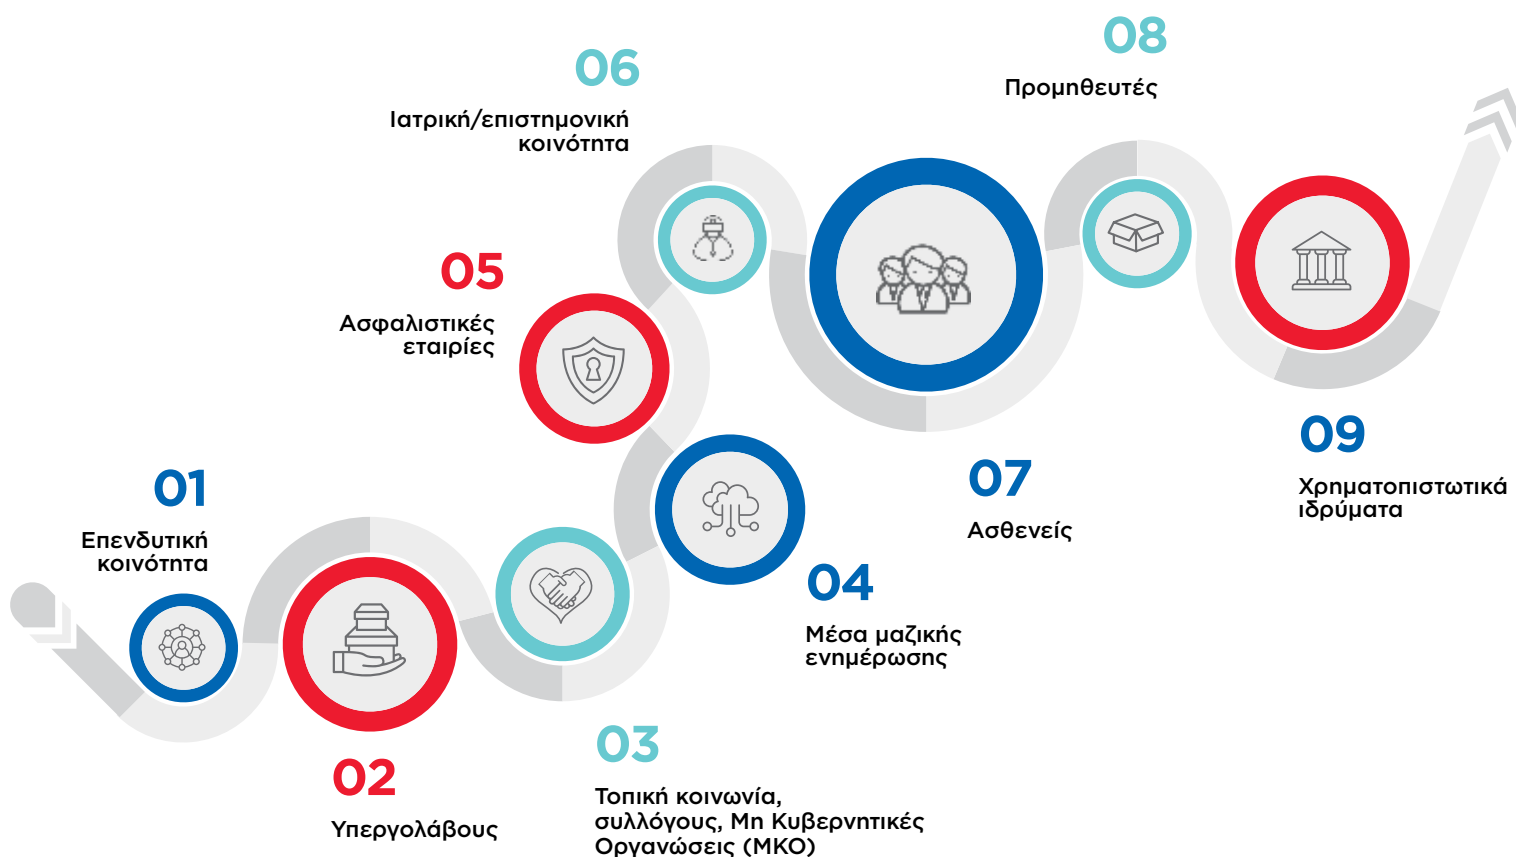 01
Επενδυτική
κοινότητα
02
Υπεργολάβους
03
Τοπική κοινωνία,
συλλόγους, Μη Κυβερνητικές
Οργανώσεις (ΜΚΟ)
04
Μέσα μαζικής
ενημέρωσης
05
Ασφαλιστικές
εταιρίες
06
Ιατρική/επιστημονική
κοινότητα
07
Ασθενείς
08
Προμηθευτές
09
Χρηματοπιστωτικά
ιδρύματα